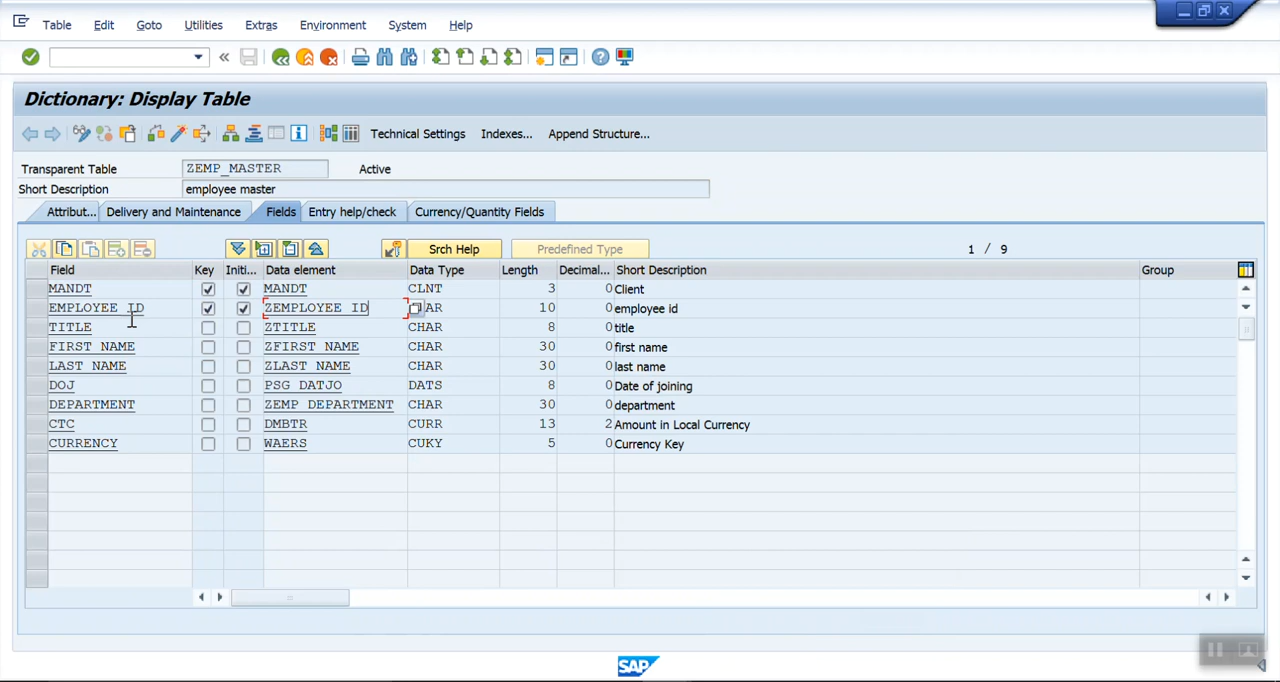 Table Edit Goto Utilities Extras Environment System Help
Dictionary: Display Table
Technical Settings Indexes... Append Structure...
Transparent Table ZEMP_MASTER Active
Short Description employee master
Attribut... Delivery and Maintenance Fields Entry help/check Currency/Quantity Fields
Srch Help Predefined Type 1 / 9
Field Key Initi... Data element Data Type Length Decimal... Short Description Group
MANDT MANDT CLNT 3 0 Client
EMPLOYEE_ID ZEMPLOYEE_ID AR 10 0 employee id
TITLE ZTITLE CHAR 8 0 title
FIRST_NAME ZFIRST_NAME CHAR 30 0 first name
LAST_NAME ZLAST_NAME CHAR 30 0 last name
DOJ PSG_DATJO DATS 8 0 Date of joining
DEPARTMENT ZEMP_DEPARTMENT CHAR 30 0 department
CTC DMBTR CURR 13 2 Amount in Local Currency
CURRENCY WAERS CUKY 5 0 Currency Key
SAP